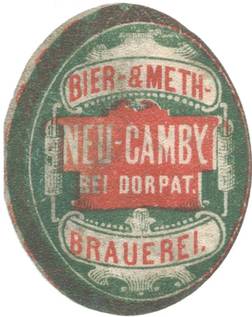 BIER- & METH-
NEU-CAMBY
BEI DORPAT.
BRAUEREI.